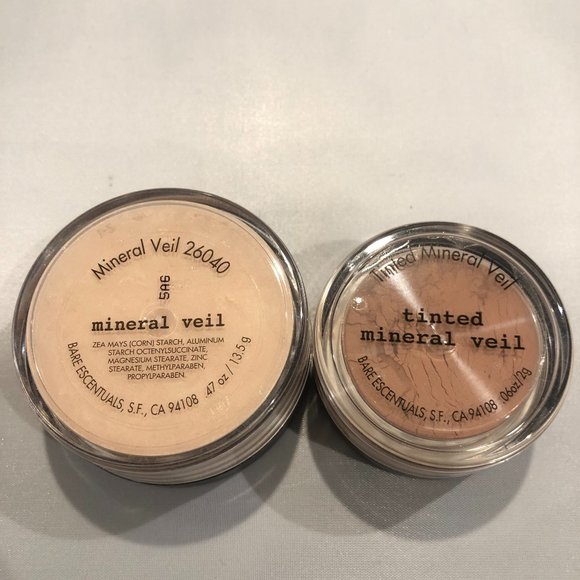 Mineral Veil 26040
5A6
mineral veil
ZEA MAYS (CORN) STARCH, ALUMINUM
STARCH OCTENYLSUCCINATE,
MAGNESIUM STEARATE, ZINC
STEARATE, METHYLPARABEN,
PROPYLPARABEN.
BARE ESCENTUALS, S.F., CA 94108 .47 oz / 13.5 g
Tinted Mineral Veil
tinted
mineral veil
BARE ESCENTUALS, S.F., CA 94108 .06oz/2g